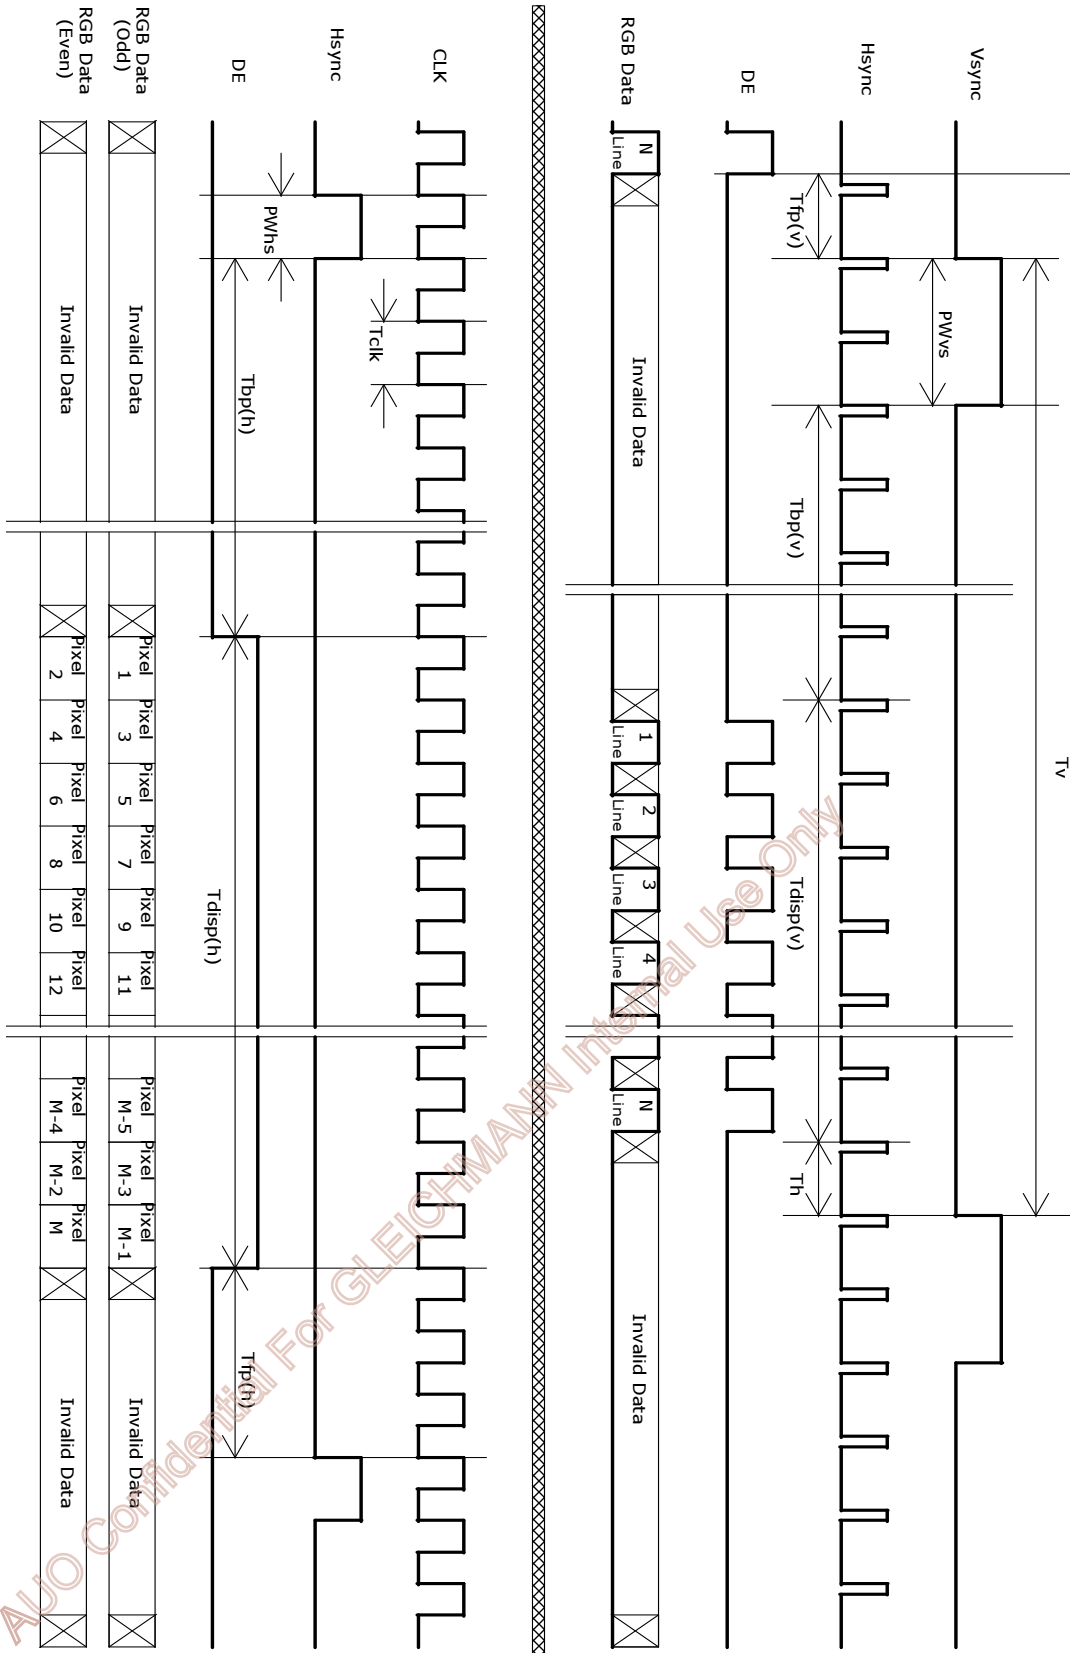 Vsync
Tv
PWvs
Hsync
Tfp(v)
Tbp(v)
Tdisp(v)
Th
DE
RGB Data
N
Line
Invalid Data
1
Line
2
Line
3
Line
4
Line
N
Line
Invalid Data
CLK
Tclk
Hsync
PWhs
DE
Tbp(h)
Tdisp(h)
Tfp(h)
RGB Data
(Odd)
Invalid Data
Pixel
1
Pixel
3
Pixel
5
Pixel
7
Pixel
9
Pixel
11
Pixel
M-5
Pixel
M-3
Pixel
M-1
Invalid Data
RGB Data
(Even)
Invalid Data
Pixel
2
Pixel
4
Pixel
6
Pixel
8
Pixel
10
Pixel
12
Pixel
M-4
Pixel
M-2
Pixel
M
Invalid Data
AUO Confidential For GLEICHMANN Internal Use Only